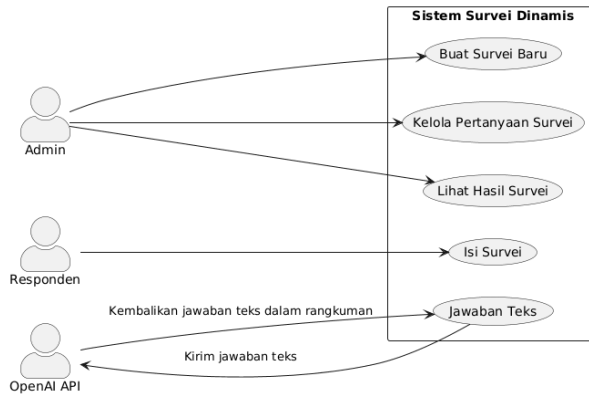 Sistem Survei Dinamis
Buat Survei Baru
Kelola Pertanyaan Survei
Admin
Lihat Hasil Survei
Isi Survei
Responden
Kembalikan jawaban teks dalam rangkuman
Jawaban Teks
Kirim jawaban teks
OpenAI API